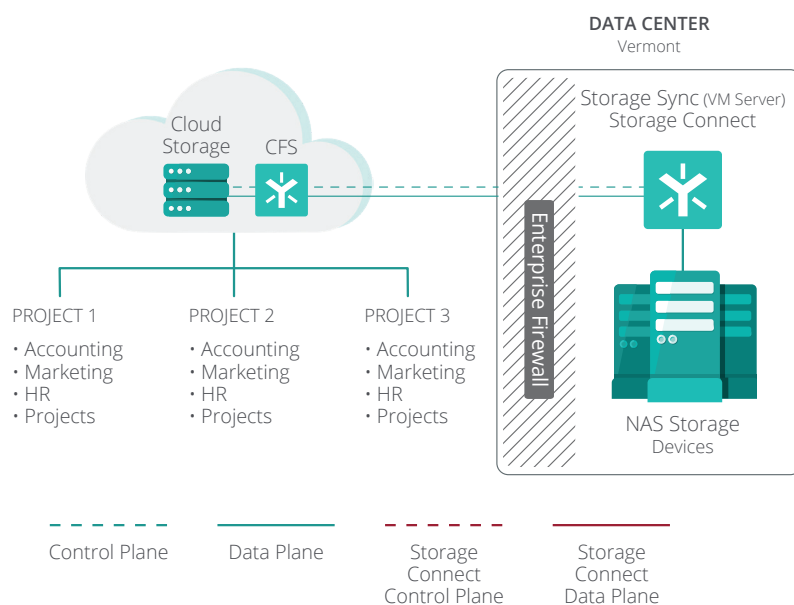 DATA CENTER
Vermont
Storage Sync (VM Server)
Storage Connect
Cloud
Storage
CFS
Enterprise Firewall
NAS Storage
Devices
PROJECT 1
• Accounting
• Marketing
• HR
• Projects
PROJECT 2
• Accounting
• Marketing
• HR
• Projects
PROJECT 3
• Accounting
• Marketing
• HR
• Projects
Control Plane
Data Plane
Storage
Connect
Control Plane
Storage
Connect
Data Plane